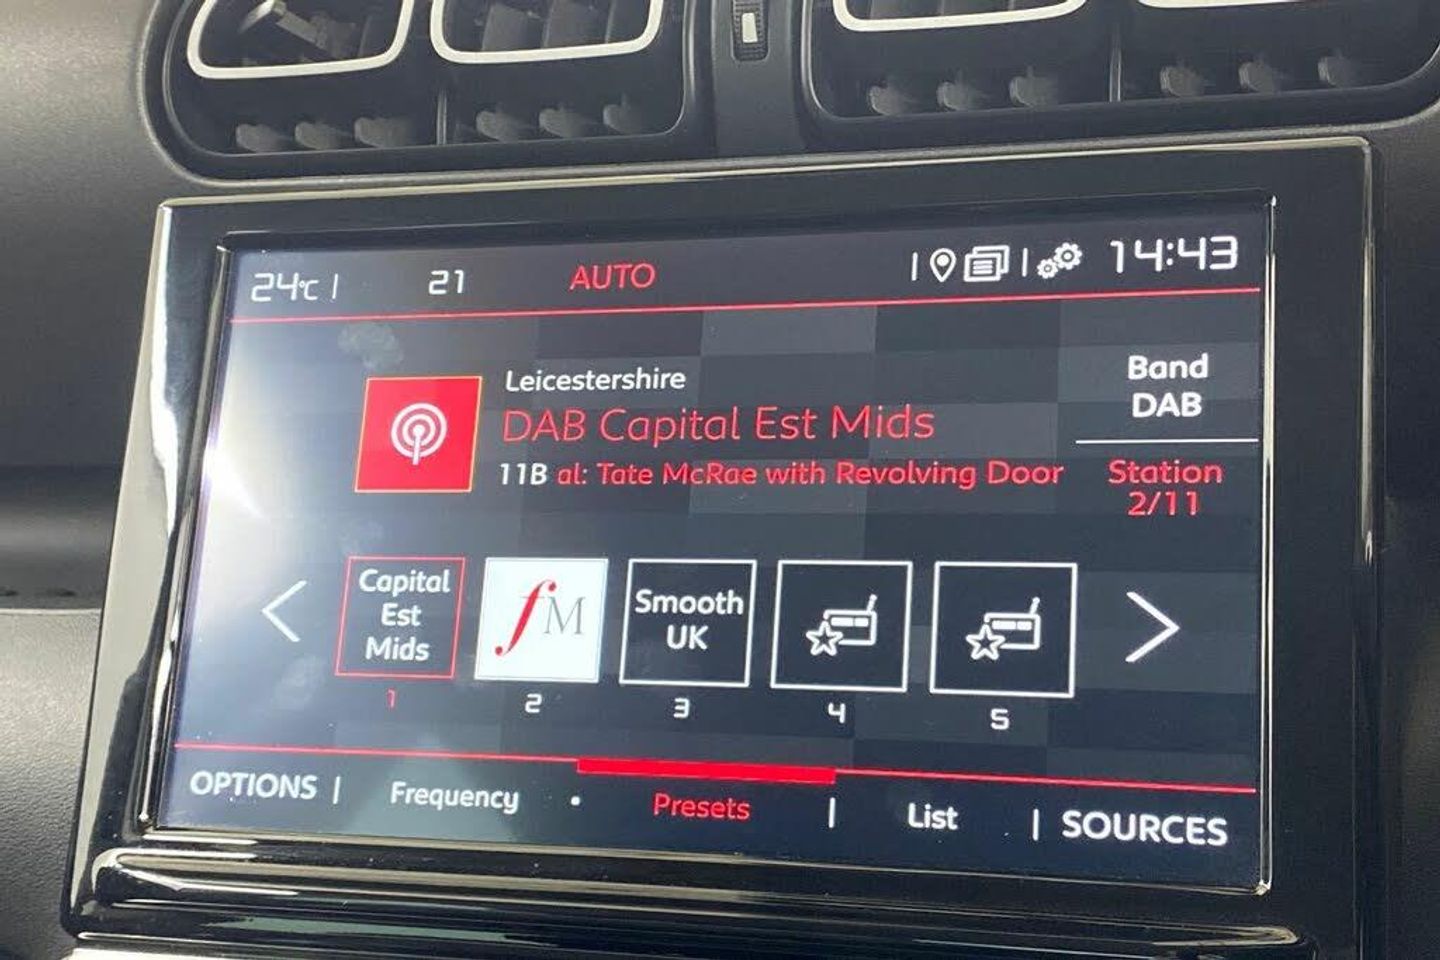 24°C | 21 AUTO 14:43
Leicestershire
DAB Capital Est Mids
11B al: Tate McRae with Revolving Door
Band
DAB
Station
2/11
Capital
Est
Mids
fM
Smooth
UK
1 2 3 4 5
OPTIONS | Frequency • Presets | List | SOURCES